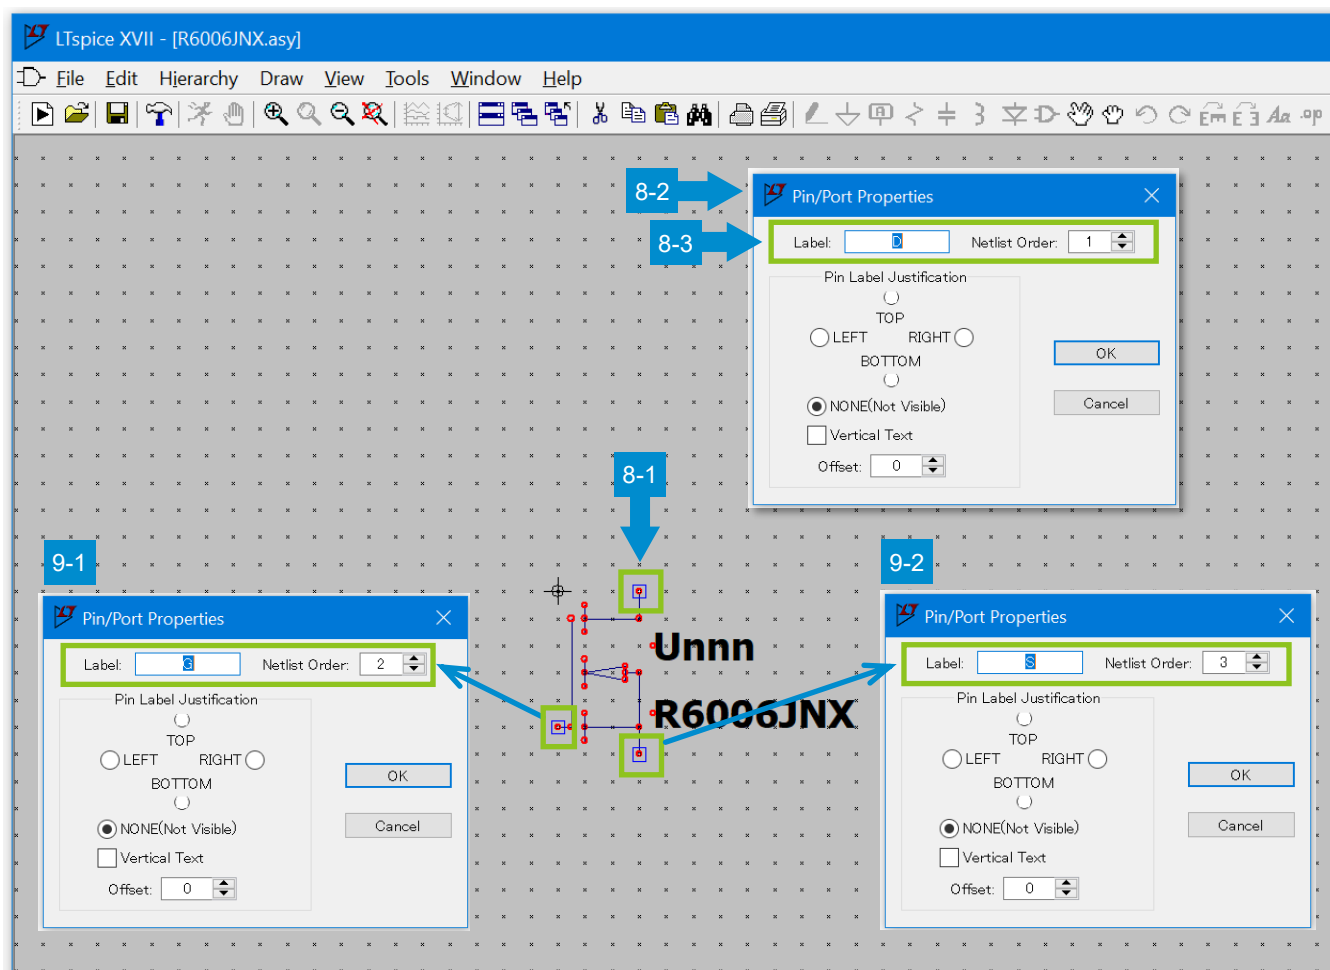 LTspice XVII - [R6006JNX.asy]
File Edit Hierarchy Draw View Tools Window Help
Aa .op
8-2
Pin/Port Properties
8-3
Label: D Netlist Order: 1
Pin Label Justification
TOP
LEFT RIGHT
BOTTOM
OK
NONE(Not Visible)
Cancel
Vertical Text
Offset: 0
8-1
9-1
Pin/Port Properties
Label: G Netlist Order: 2
Pin Label Justification
TOP
LEFT RIGHT
BOTTOM
OK
NONE(Not Visible)
Cancel
Vertical Text
Offset: 0
Unnn
R6006JNX
9-2
Pin/Port Properties
Label: S Netlist Order: 3
Pin Label Justification
TOP
LEFT RIGHT
BOTTOM
OK
NONE(Not Visible)
Cancel
Vertical Text
Offset: 0